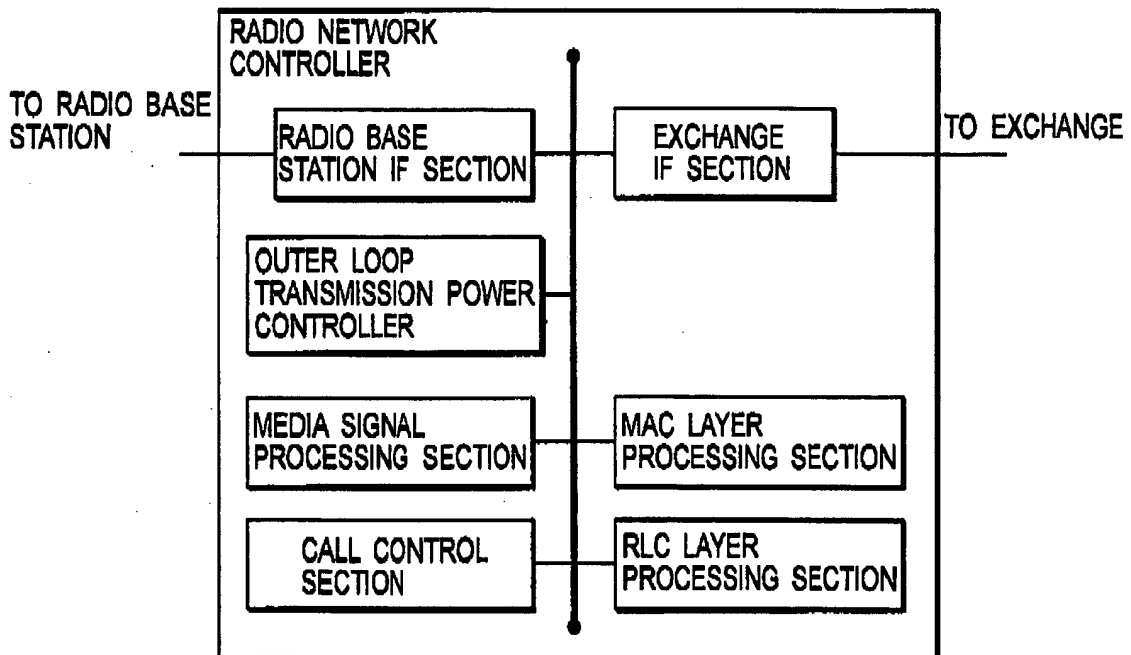 RADIO NETWORK
CONTROLLER
TO RADIO BASE
STATION
RADIO BASE
STATION IF SECTION
EXCHANGE
IF SECTION
TO EXCHANGE
OUTER LOOP
TRANSMISSION POWER
CONTROLLER
MEDIA SIGNAL
PROCESSING SECTION
MAC LAYER
PROCESSING SECTION
CALL CONTROL
SECTION
RLC LAYER
PROCESSING SECTION